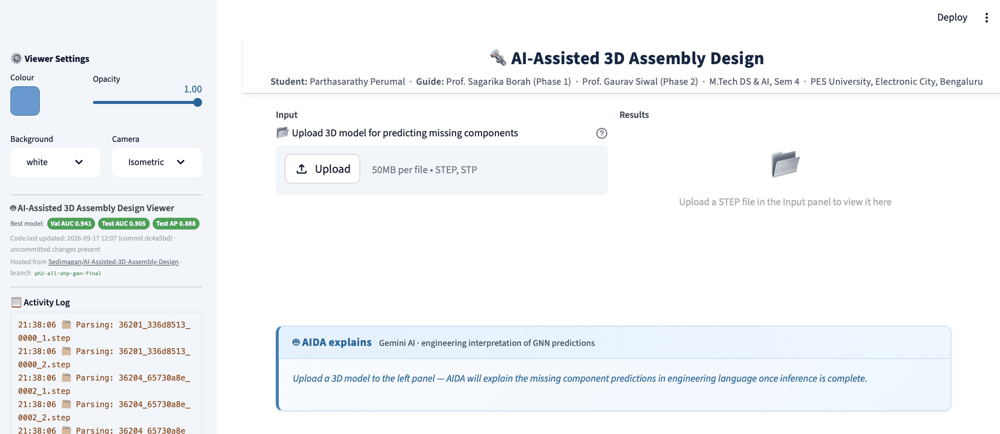 Deploy
Viewer Settings
Colour
Opacity
1.00
Background
Camera
white
Isometric
AI-Assisted 3D Assembly Design Viewer
Best model: Val AUC 0.941 Test AUC 0.905 Test AP 0.888
Code last updated: 2026-09-17 12:07 (commit dc4a5bd) ·
uncommitted changes present
Hosted from Sedimagan/AI-Assisted-3D-Assembly-Design ·
branch ph2-all-shp-gen-final
Activity Log
21:38:06 Parsing: 36201_336d8513_
0000_1.step
21:38:06 Parsing: 36201_336d8513_
0000_2.step
21:38:06 Parsing: 36204_65730a8e_
0002_1.step
21:38:06 Parsing: 36204_65730a8e_
0002_2.step
21:38:06 Parsing: 36204_65730a8e
AI-Assisted 3D Assembly Design
Student: Parthasarathy Perumal · Guide: Prof. Sagarika Borah (Phase 1) · Prof. Gaurav Siwal (Phase 2) · M.Tech DS & AI, Sem 4 · PES University, Electronic City, Bengaluru
Input
Upload 3D model for predicting missing components
Upload
50MB per file • STEP, STP
Results
Upload a STEP file in the Input panel to view it here
AIDA explains Gemini AI · engineering interpretation of GNN predictions
Upload a 3D model to the left panel — AIDA will explain the missing component predictions in engineering language once inference is complete.